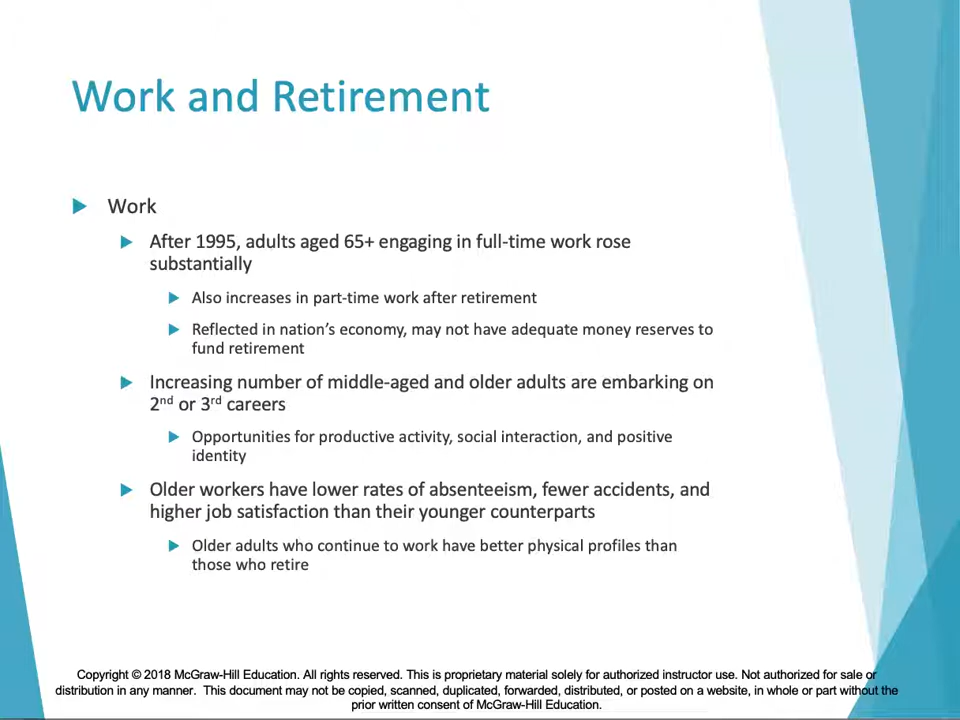 Work and Retirement
Work
After 1995, adults aged 65+ engaging in full-time work rose
substantially
Also increases in part-time work after retirement
Reflected in nation's economy, may not have adequate money reserves to
fund retirement
Increasing number of middle-aged and older adults are embarking on
2nd or 3rd careers
Opportunities for productive activity, social interaction, and positive
identity
Older workers have lower rates of absenteeism, fewer accidents, and
higher job satisfaction than their younger counterparts
Older adults who continue to work have better physical profiles than
those who retire
Copyright © 2018 McGraw-Hill Education. All rights reserved. This is proprietary material solely for authorized instructor use. Not authorized for sale or
distribution in any manner. This document may not be copied, scanned, duplicated, forwarded, distributed, or posted on a website, in whole or part without the
prior written consent of McGraw-Hill Education.